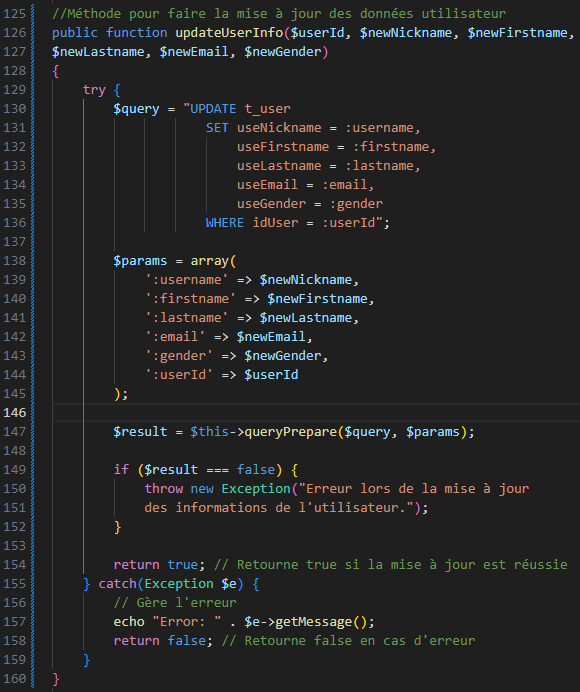 125 //Méthode pour faire la mise à jour des données utilisateur
126 public function updateUserInfo($userId, $newNickname, $newFirstname,
127 $newLastname, $newEmail, $newGender)
128 {
129     try {
130         $query = "UPDATE t_user
131                     SET useNickname = :username,
132                         useFirstname = :firstname,
133                         useLastname = :lastname,
134                         useEmail = :email,
135                         useGender = :gender
136                     WHERE idUser = :userId";
137
138         $params = array(
139             ':username' => $newNickname,
140             ':firstname' => $newFirstname,
141             ':lastname' => $newLastname,
142             ':email' => $newEmail,
143             ':gender' => $newGender,
144             ':userId' => $userId
145         );
146
147         $result = $this->queryPrepare($query, $params);
148
149         if ($result === false) {
150             throw new Exception("Erreur lors de la mise à jour
151             des informations de l'utilisateur.");
152         }
153
154         return true; // Retourne true si la mise à jour est réussie
155     } catch(Exception $e) {
156         // Gère l'erreur
157         echo "Error: " . $e->getMessage();
158         return false; // Retourne false en cas d'erreur
159     }
160 }